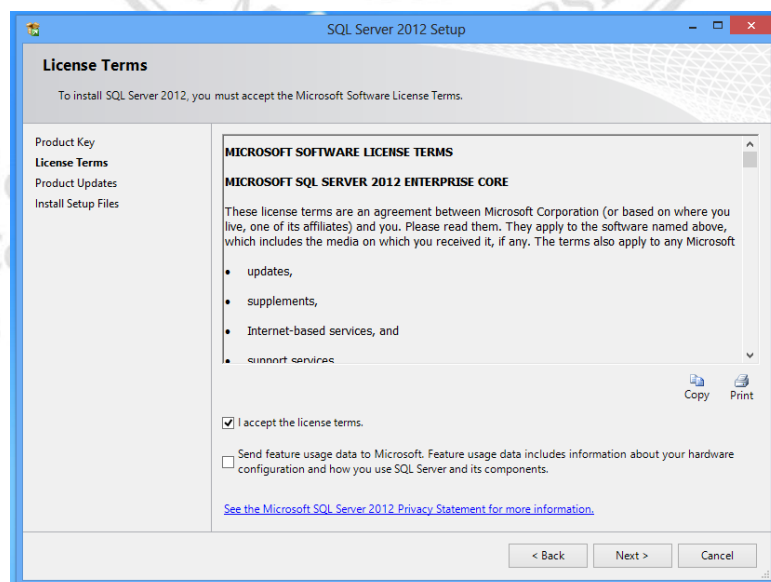 SQL Server 2012 Setup
License Terms
To install SQL Server 2012, you must accept the Microsoft Software License Terms.
Product Key
License Terms
Product Updates
Install Setup Files
MICROSOFT SOFTWARE LICENSE TERMS
MICROSOFT SQL SERVER 2012 ENTERPRISE CORE
These license terms are an agreement between Microsoft Corporation (or based on where you
live, one of its affiliates) and you. Please read them. They apply to the software named above,
which includes the media on which you received it, if any. The terms also apply to any Microsoft
• updates,
• supplements,
• Internet-based services, and
• support services
Copy Print
I accept the license terms.
Send feature usage data to Microsoft. Feature usage data includes information about your hardware
configuration and how you use SQL Server and its components.
See the Microsoft SQL Server 2012 Privacy Statement for more information.
< Back Next > Cancel